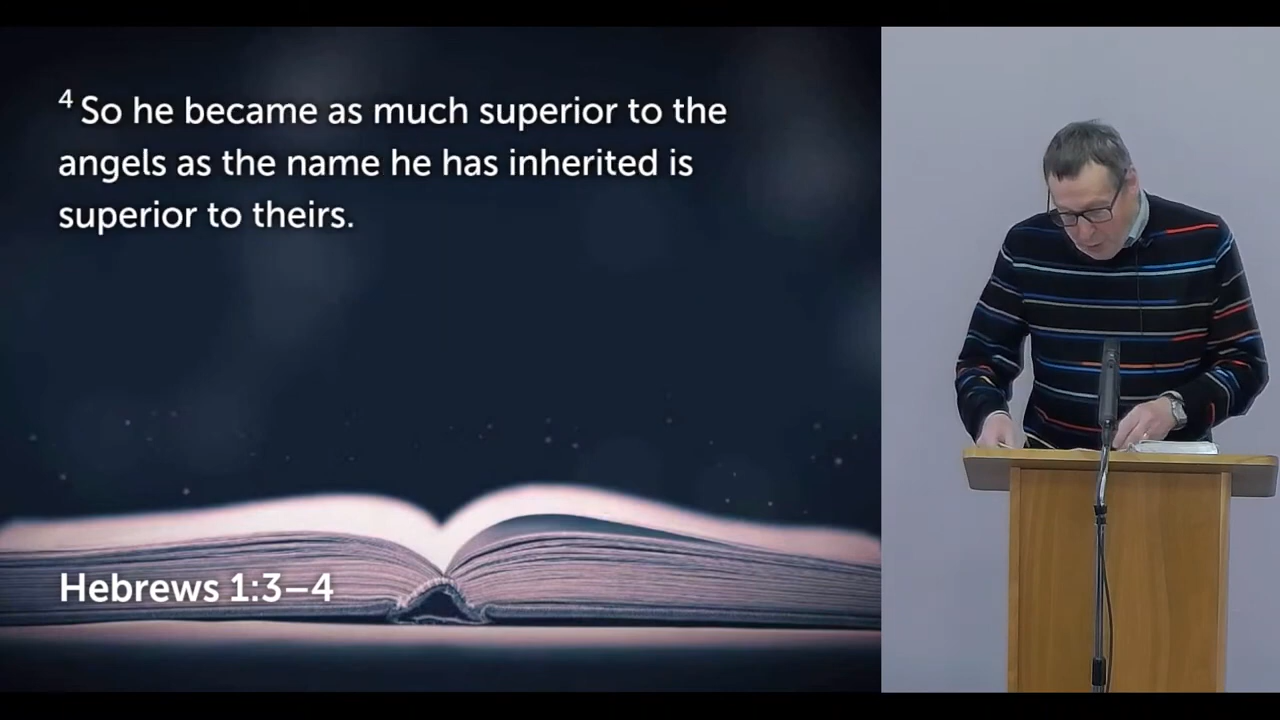 4 So he became as much superior to the
angels as the name he has inherited is
superior to theirs.
Hebrews 1:3–4